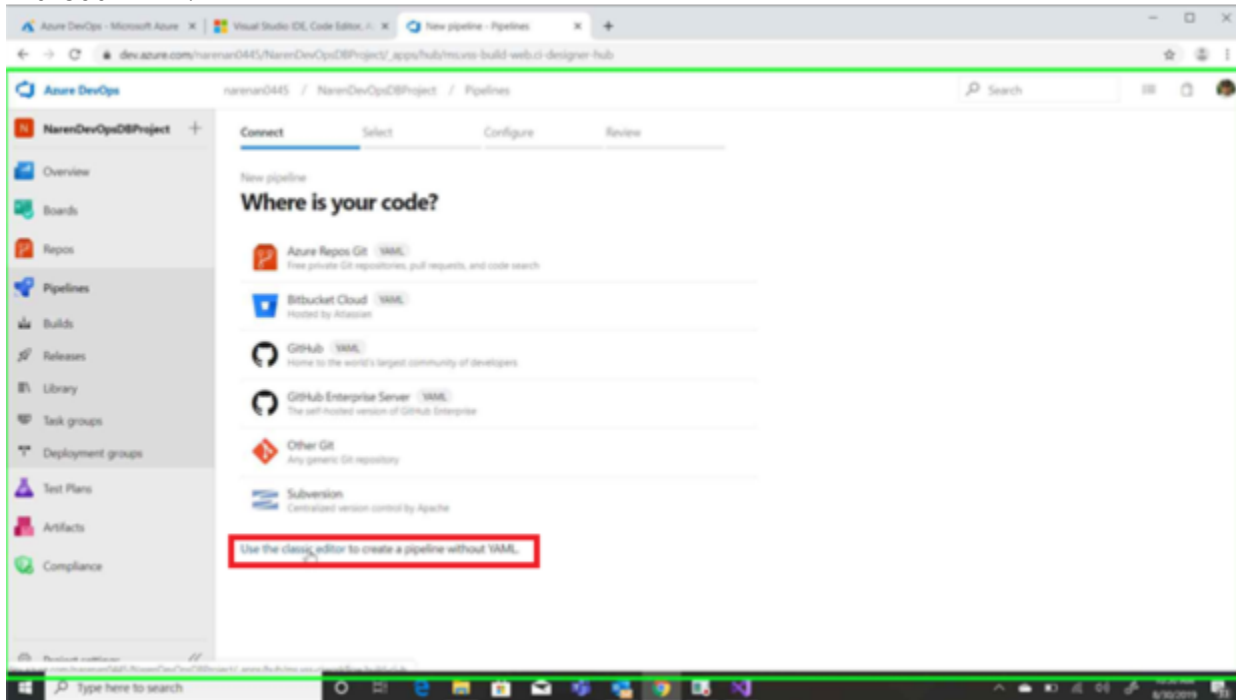 Azure DevOps - Microsoft Azure
Visual Studio IDE, Code Editor,
New pipeline - Pipelines
dev.azure.com/narenan0445/NarenDevOpsDBProject/_apps/hub/ms.vss-build-web.ci-designer-hub
Azure DevOps
narenan0445 / NarenDevOpsDBProject / Pipelines
Search
N NarenDevOpsDBProject +
Connect Select Configure Review
Overview
New pipeline
Where is your code?
Boards
Repos
Azure Repos Git YAML
Free private Git repositories, pull requests, and code search
Pipelines
Bitbucket Cloud YAML
Hosted by Atlassian
Builds
Releases
GitHub YAML
Home to the world's largest community of developers
Library
GitHub Enterprise Server YAML
The self-hosted version of GitHub Enterprise
Task groups
Other Git
Any generic Git repository
Deployment groups
Test Plans
Subversion
Centralized version control by Apache
Artifacts
Use the classic editor to create a pipeline without YAML.
Compliance
Project settings
Type here to search
8/30/2019